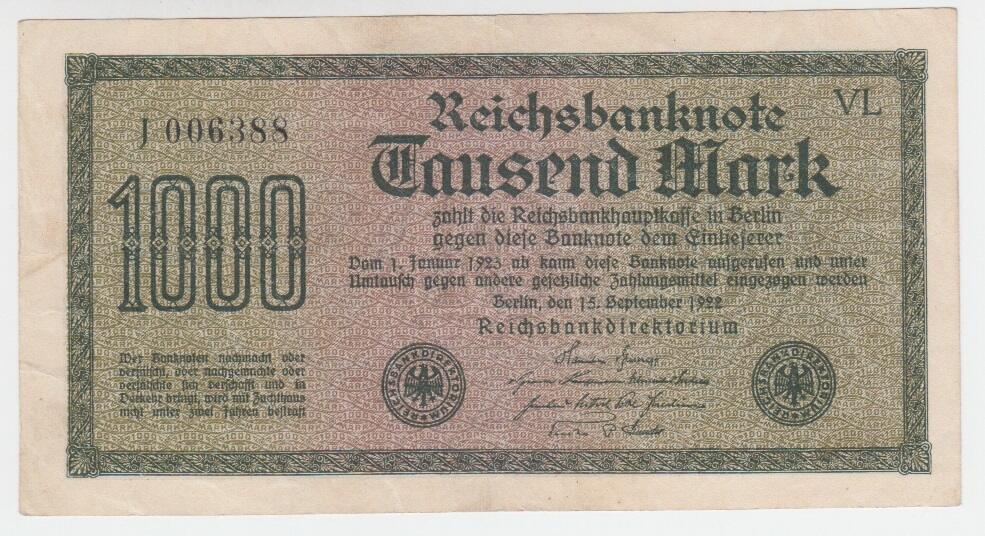 J 006388
VL
Reichsbanknote
Tausend Mark
1000
zahlt die Reichsbankhauptkasse in Berlin
gegen diese Banknote dem Einlieferer
Vom 1. Januar 1923 ab kann diese Banknote aufgerufen und unter
Umtausch gegen andere gesetzliche Zahlungsmittel eingezogen werden
Berlin, den 15. September 1922
Reichsbankdirektorium
Wer Banknoten nachmacht oder
verfälscht, oder nachgemachte oder
verfälschte sich verschafft und in
Verkehr bringt, wird mit Zuchthaus
nicht unter zwei Jahren bestraft
REICHSBANKDIREKTORIUM
REICHSBANKDIREKTORIUM